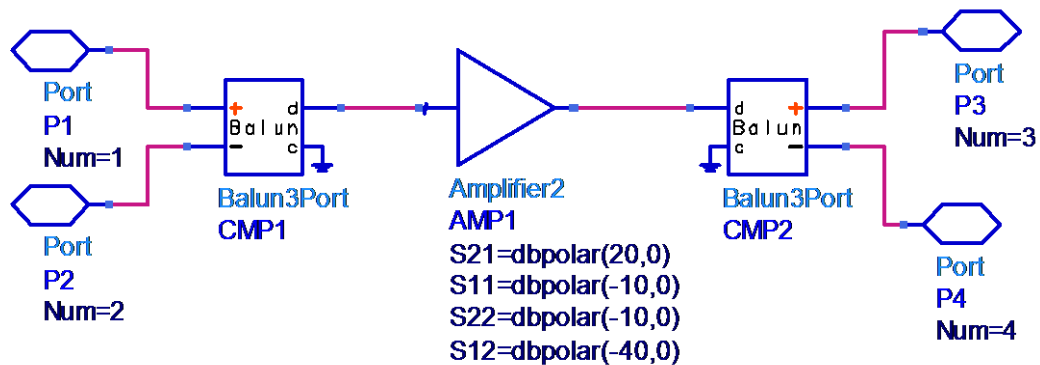 Port
P1
Num=1
Port
P2
Num=2
+ d
Balun
− c
Balun3Port
CMP1
Amplifier2
AMP1
S21=dbpolar(20,0)
S11=dbpolar(-10,0)
S22=dbpolar(-10,0)
S12=dbpolar(-40,0)
d +
Balun
c −
Balun3Port
CMP2
Port
P3
Num=3
Port
P4
Num=4